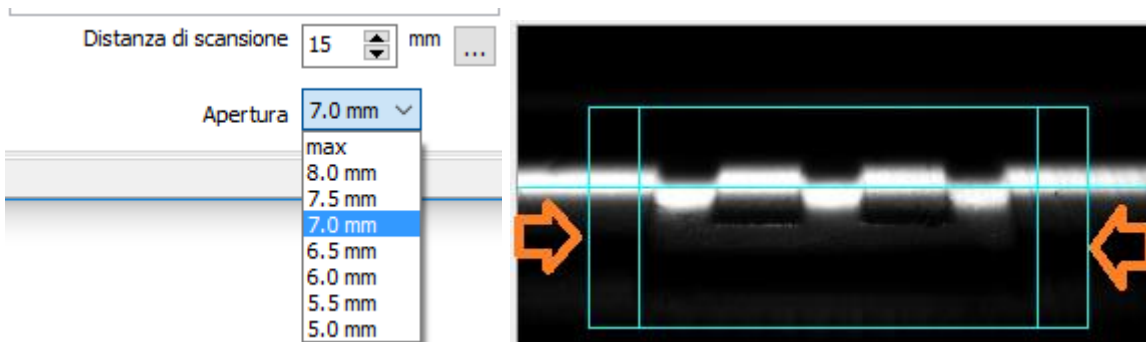 Distanza di scansione 15 mm ...
Apertura 7.0 mm
max
8.0 mm
7.5 mm
7.0 mm
6.5 mm
6.0 mm
5.5 mm
5.0 mm